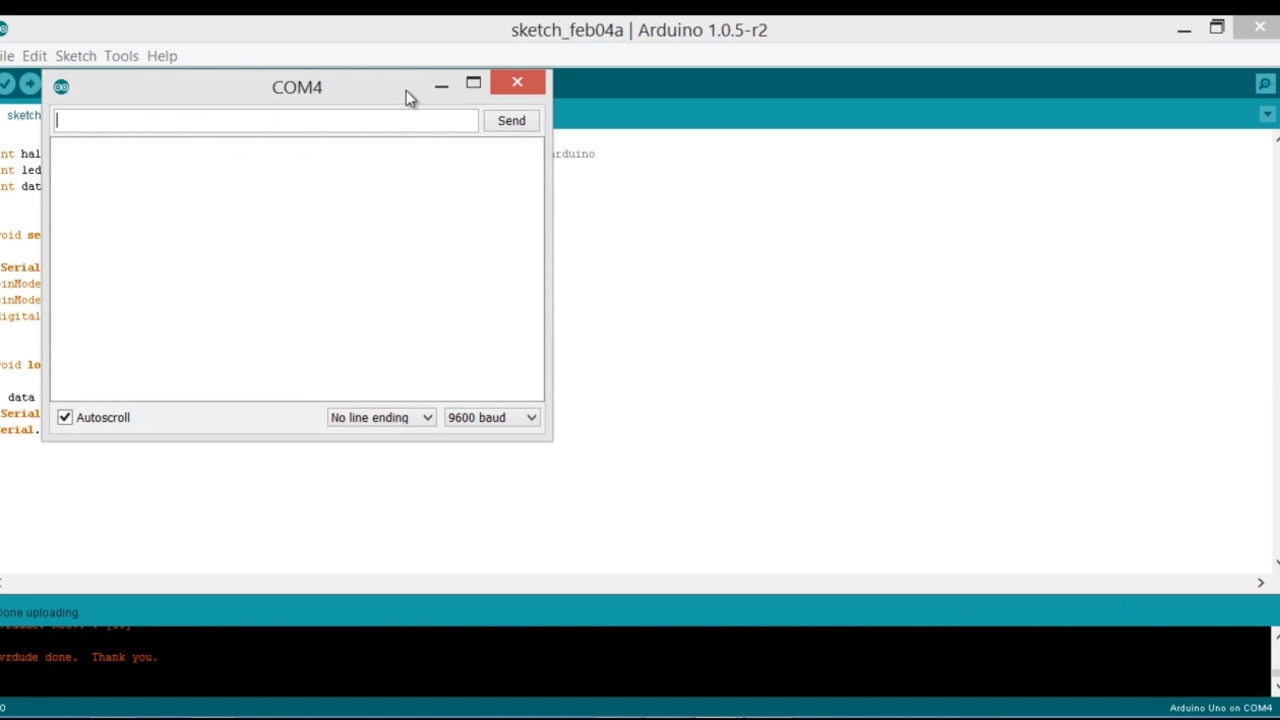 sketch_feb04a | Arduino 1.0.5-r2
ile Edit Sketch Tools Help
COM4
sketch
Send
nt hal
rduino
nt led
nt dat
oid se
Serial
inMode
inMode
digital
oid lo
data
Serial
Serial.
Autoscroll
No line ending
9600 baud
Done uploading.
vrdude done.  Thank you.
Arduino Uno on COM4